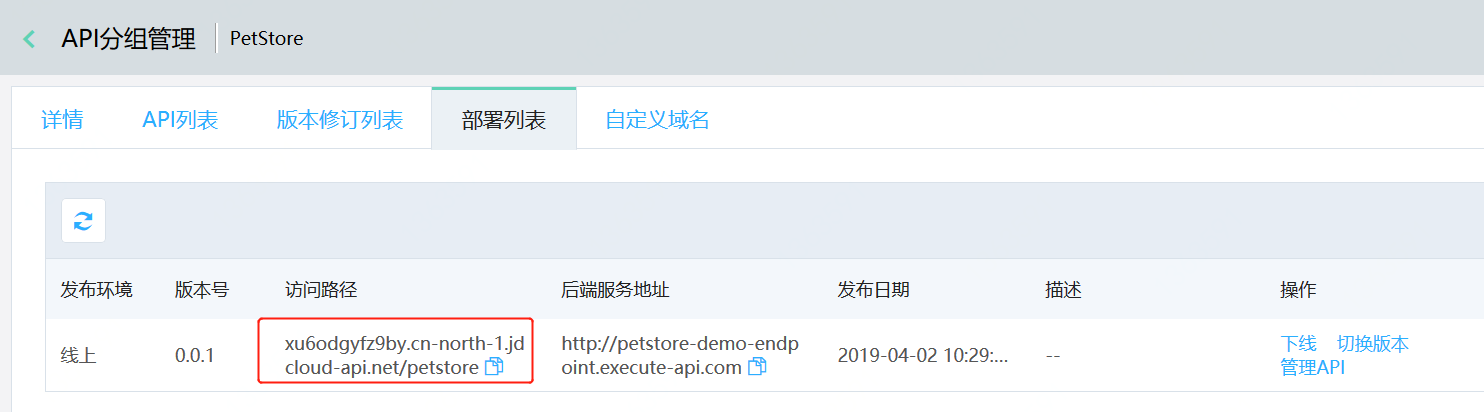 API分组管理 PetStore
详情 API列表 版本修订列表 部署列表 自定义域名
发布环境 版本号 访问路径 后端服务地址 发布日期 描述 操作
线上 0.0.1 xu6odgyfz9by.cn-north-1.jd
cloud-api.net/petstore http://petstore-demo-endp
oint.execute-api.com 2019-04-02 10:29:... -- 下线 切换版本
管理API